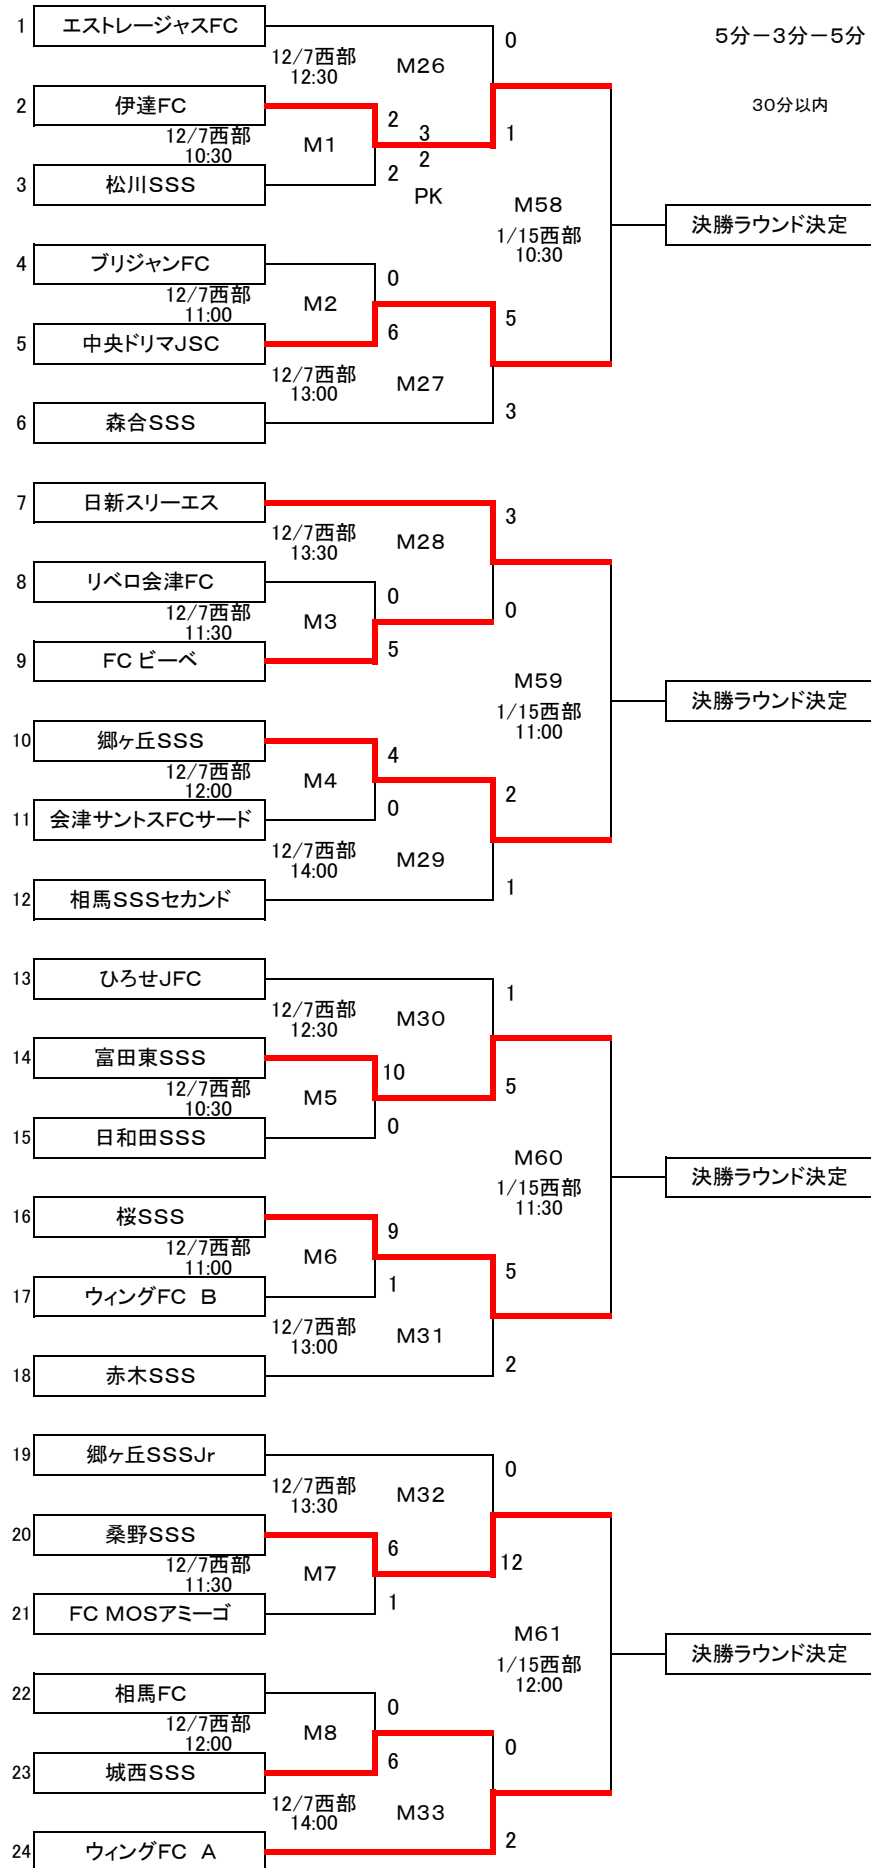 1 エストレージャスFC
0
5分－3分－5分
12/7西部
12:30
M26
2 伊達FC
30分以内
12/7西部
10:30
M1
2
3
2
1
3 松川SSS
2
PK
M58
1/15西部
10:30
決勝ラウンド決定
4 ブリジャンFC
0
12/7西部
11:00
M2
5
5 中央ドリマJSC
6
12/7西部
13:00
M27
6 森合SSS
3
7 日新スリーエス
3
12/7西部
13:30
M28
8 リベロ会津FC
0
12/7西部
11:30
M3
0
9 FC ビーベ
5
M59
1/15西部
11:00
決勝ラウンド決定
10 郷ヶ丘SSS
4
12/7西部
12:00
M4
2
11 会津サントスFCサード
0
12/7西部
14:00
M29
12 相馬SSSセカンド
1
13 ひろせJFC
1
12/7西部
12:30
M30
14 富田東SSS
10
12/7西部
10:30
M5
5
15 日和田SSS
0
M60
1/15西部
11:30
決勝ラウンド決定
16 桜SSS
9
12/7西部
11:00
M6
5
17 ウィングFC B
1
12/7西部
13:00
M31
18 赤木SSS
2
19 郷ヶ丘SSSJr
0
12/7西部
13:30
M32
20 桑野SSS
6
12/7西部
11:30
M7
12
21 FC MOSアミーゴ
1
M61
1/15西部
12:00
決勝ラウンド決定
22 相馬FC
0
12/7西部
12:00
M8
0
23 城西SSS
6
12/7西部
14:00
M33
24 ウィングFC A
2